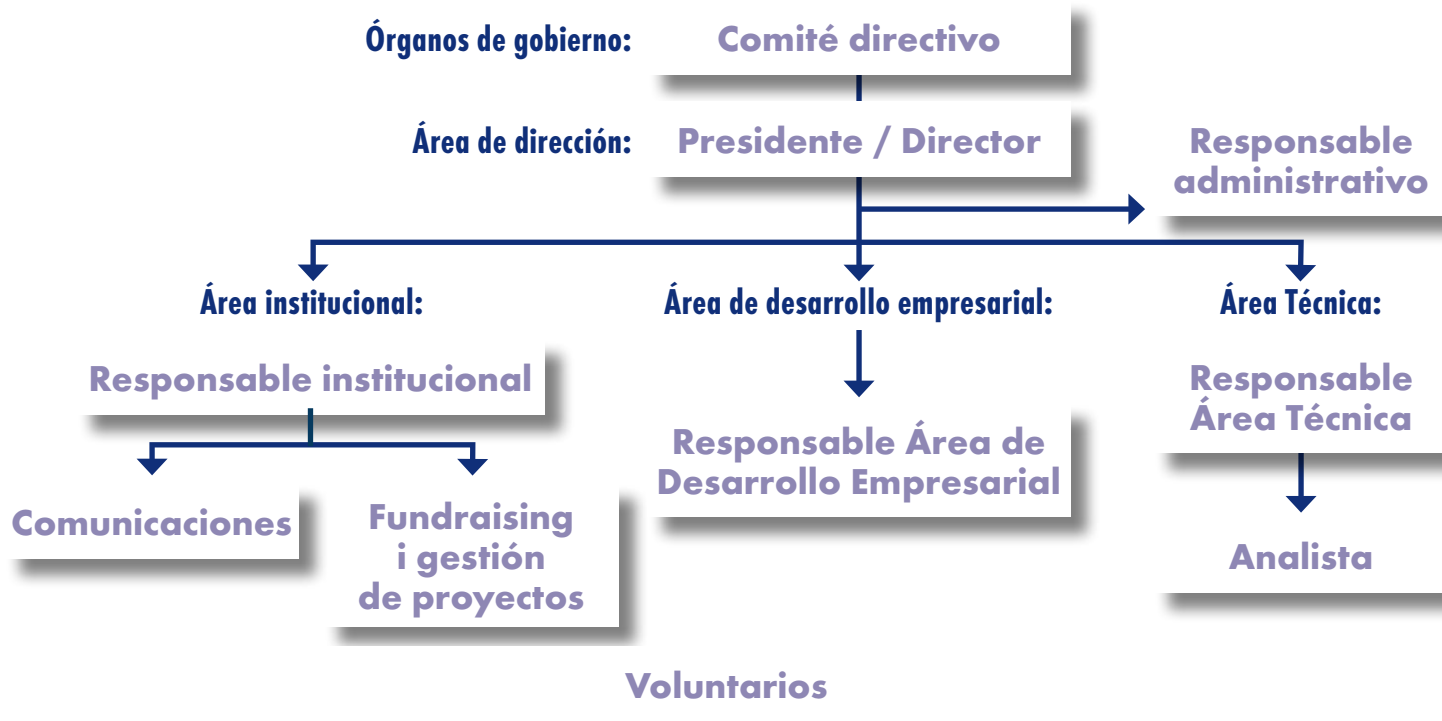 Órganos de gobierno: Comité directivo
Área de dirección: Presidente / Director
Responsable
administrativo
Área institucional:
Área de desarrollo empresarial:
Área Técnica:
Responsable institucional
Responsable Área de
Desarrollo Empresarial
Responsable
Área Técnica
Comunicaciones
Fundraising
i gestión
de proyectos
Analista
Voluntarios